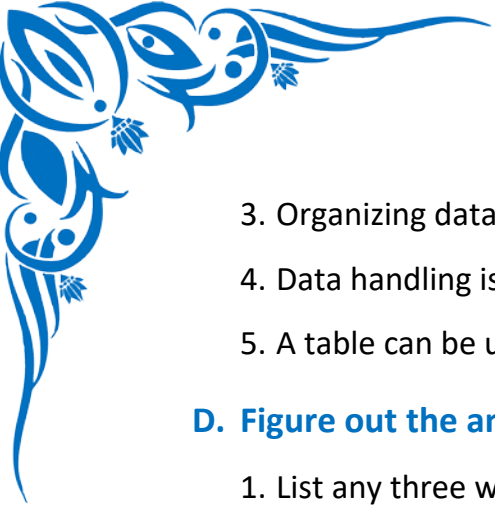 3. Organizing data
4. Data handling is
5. A table can be
D. Figure out the
1. List any three